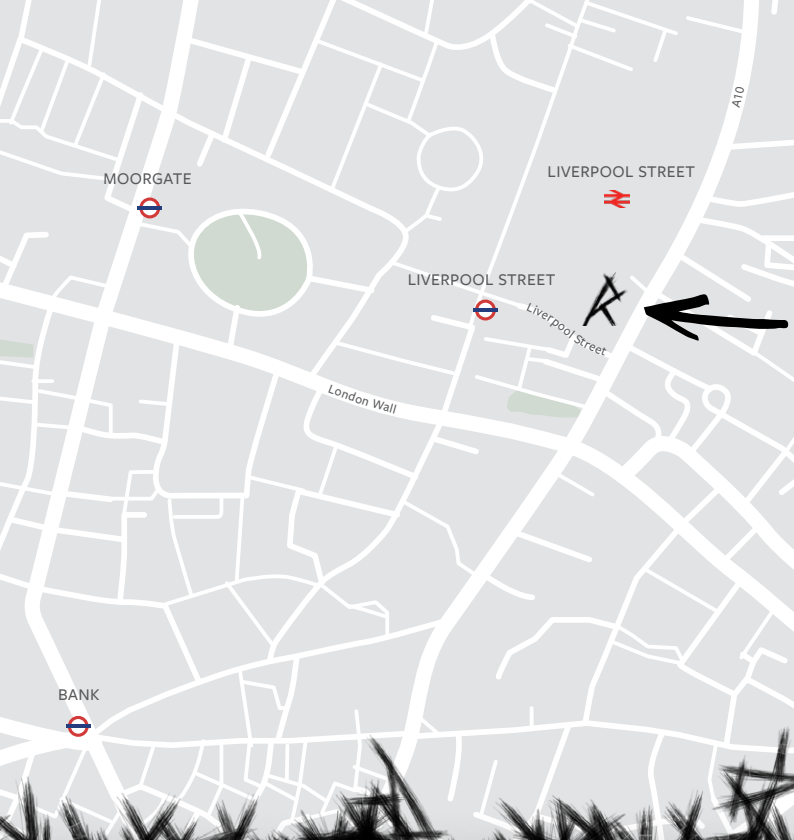 A10
LIVERPOOL STREET
MOORGATE
LIVERPOOL STREET
Liverpool Street
R
London Wall
BANK